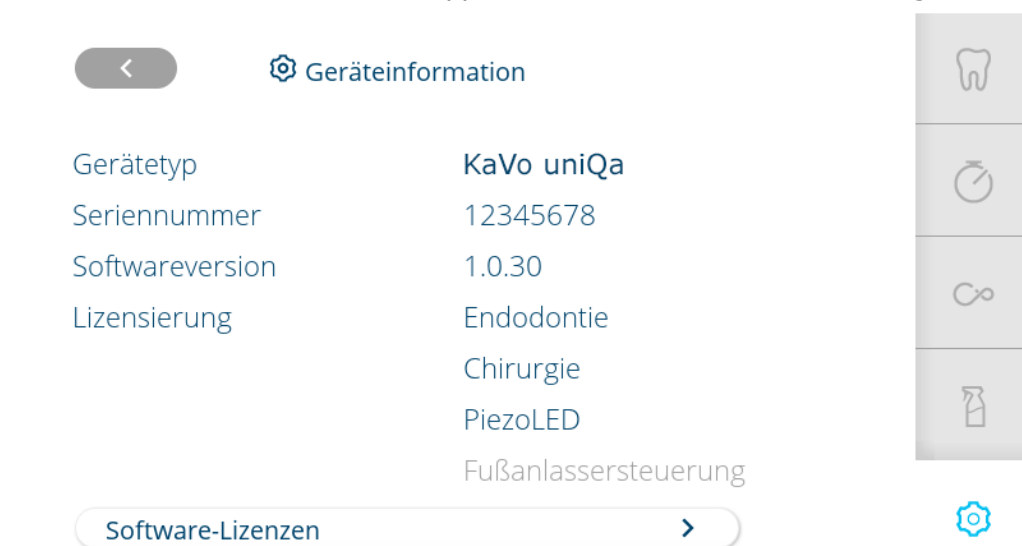 Geräteinformation
Gerätetyp KaVo uniQa
Seriennummer 12345678
Softwareversion 1.0.30
Lizensierung Endodontie
Chirurgie
PiezoLED
Fußanlassersteuerung
Software-Lizenzen